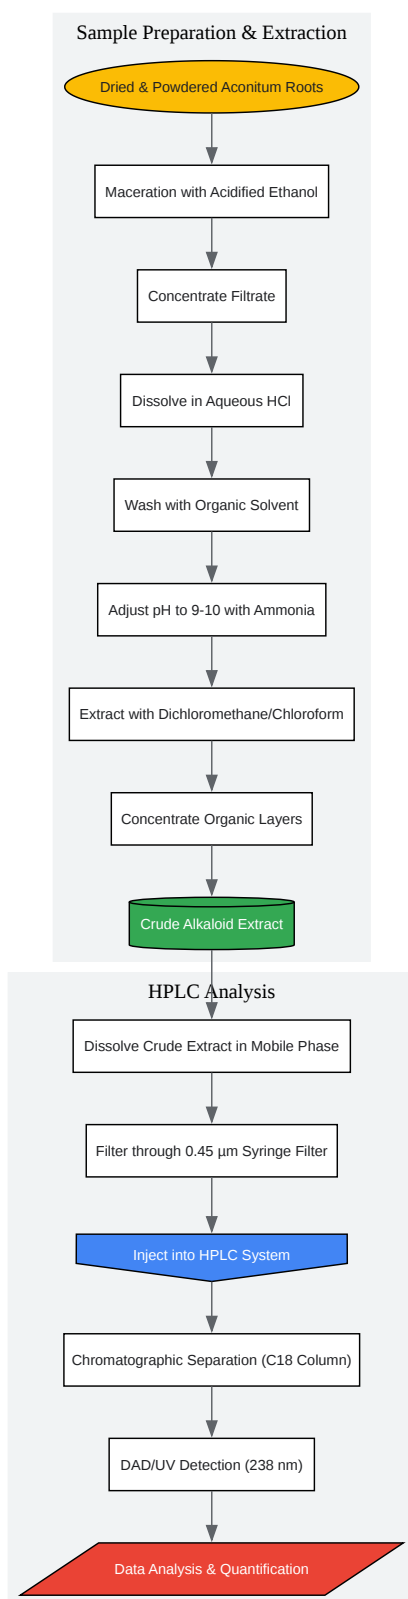 Sample Preparation & Extraction
Dried & Powdered Aconitum Roots
Maceration with Acidified Ethanol
Concentrate Filtrate
Dissolve in Aqueous HCl
Wash with Organic Solvent
Adjust pH to 9-10 with Ammonia
Extract with Dichloromethane/Chloroform
Concentrate Organic Layers
Crude Alkaloid Extract
HPLC Analysis
Dissolve Crude Extract in Mobile Phase
Filter through 0.45 µm Syringe Filter
Inject into HPLC System
Chromatographic Separation (C18 Column)
DAD/UV Detection (238 nm)
Data Analysis & Quantification